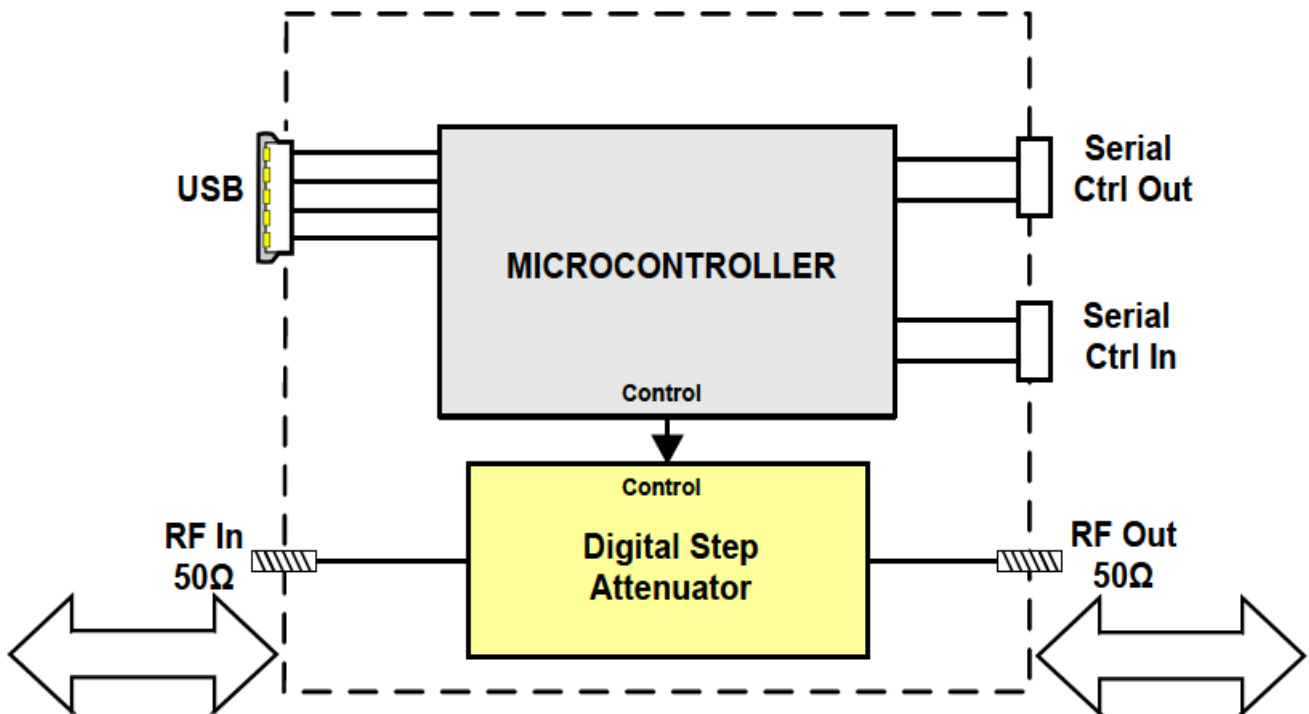 USB
MICROCONTROLLER
Control
Serial
Ctrl Out
Serial
Ctrl In
Control
Digital Step
Attenuator
RF In
50Ω
RF Out
50Ω